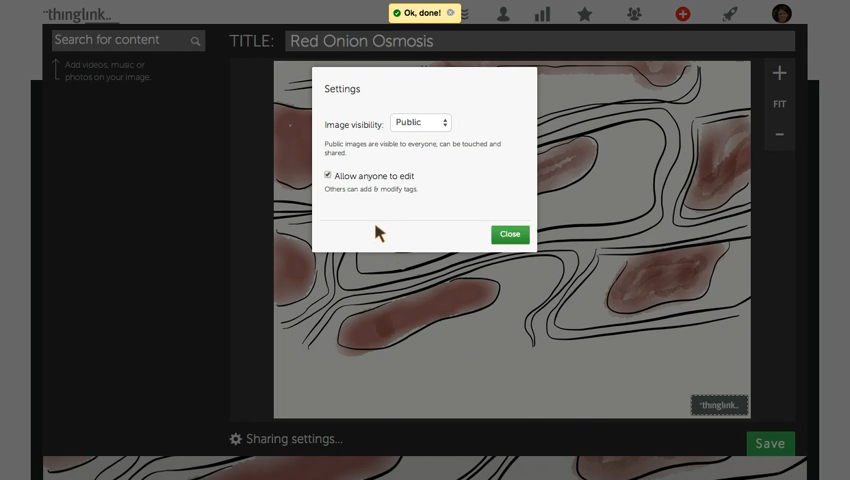 thinglink..
Ok, done!
Search for content
TITLE: Red Onion Osmosis
Add videos, music or
photos on your image.
Settings
Image visibility: Public
Public images are visible to everyone, can be touched and
shared.
Allow anyone to edit
Others can add & modify tags.
Close
FIT
thinglink..
Sharing settings...
Save